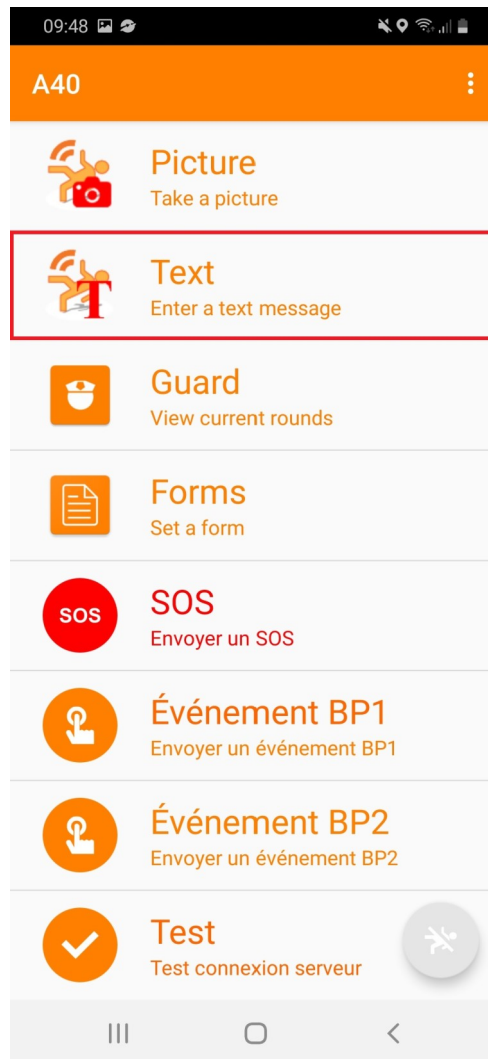 09:48
A40
Picture
Take a picture
T
Text
Enter a text message
Guard
View current rounds
Forms
Set a form
SOS
SOS
Envoyer un SOS
Événement BP1
Envoyer un événement BP1
Événement BP2
Envoyer un événement BP2
Test
Test connexion serveur